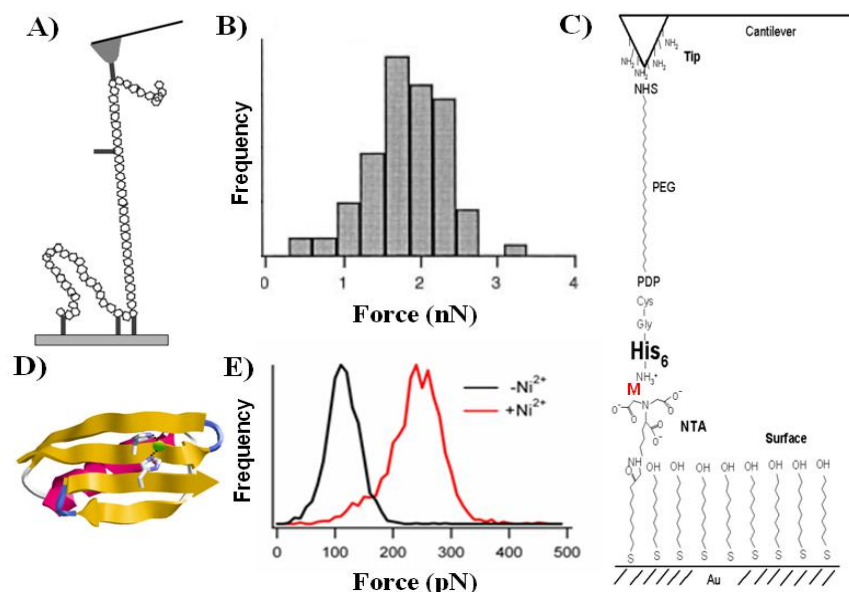 A)
B)
Frequency
0 1 2 3 4
Force (nN)
C)
Cantilever
NH₂ NH₂ NH₂ NH₂ NH₂
Tip
NHS
PEG
PDP
Cys
Gly
His₆
NH₃⁺
M
O⁻ O N O O⁻
O O⁻
NTA
Surface
NH
O
OH OH OH OH OH OH OH OH
S S S S S S S S S
Au
D)
E)
Frequency
-Ni²⁺
+Ni²⁺
0 100 200 300 400 500
Force (pN)